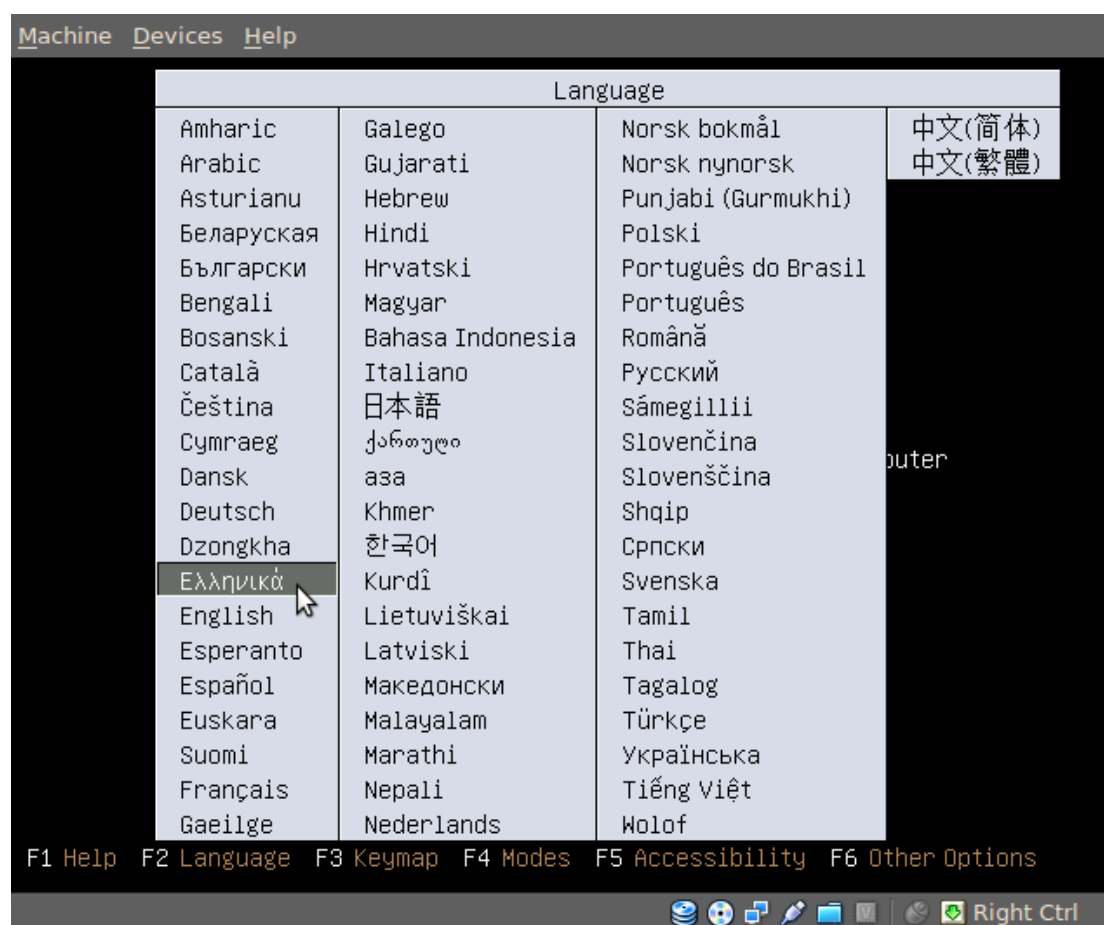 Machine Devices Help
Language
Amharic
Arabic
Asturianu
Беларуская
Български
Bengali
Bosanski
Català
Čeština
Cymraeg
Dansk
Deutsch
Dzongkha
Ελληνικά
English
Esperanto
Español
Euskara
Suomi
Français
Gaeilge
Galego
Gujarati
Hebrew
Hindi
Hrvatski
Magyar
Bahasa Indonesia
Italiano
日本語
ქართული
аза
Khmer
한국어
Kurdî
Lietuviškai
Latviski
Македонски
Malayalam
Marathi
Nepali
Nederlands
Norsk bokmål
Norsk nynorsk
Punjabi (Gurmukhi)
Polski
Português do Brasil
Português
Română
Русский
Sámegillii
Slovenčina
Slovenščina
Shqip
Српски
Svenska
Tamil
Thai
Tagalog
Türkçe
Українська
Tiếng Việt
Wolof
中文(简体)
中文(繁體)
puter
F1 Help F2 Language F3 Keymap F4 Modes F5 Accessibility F6 Other Options
Right Ctrl